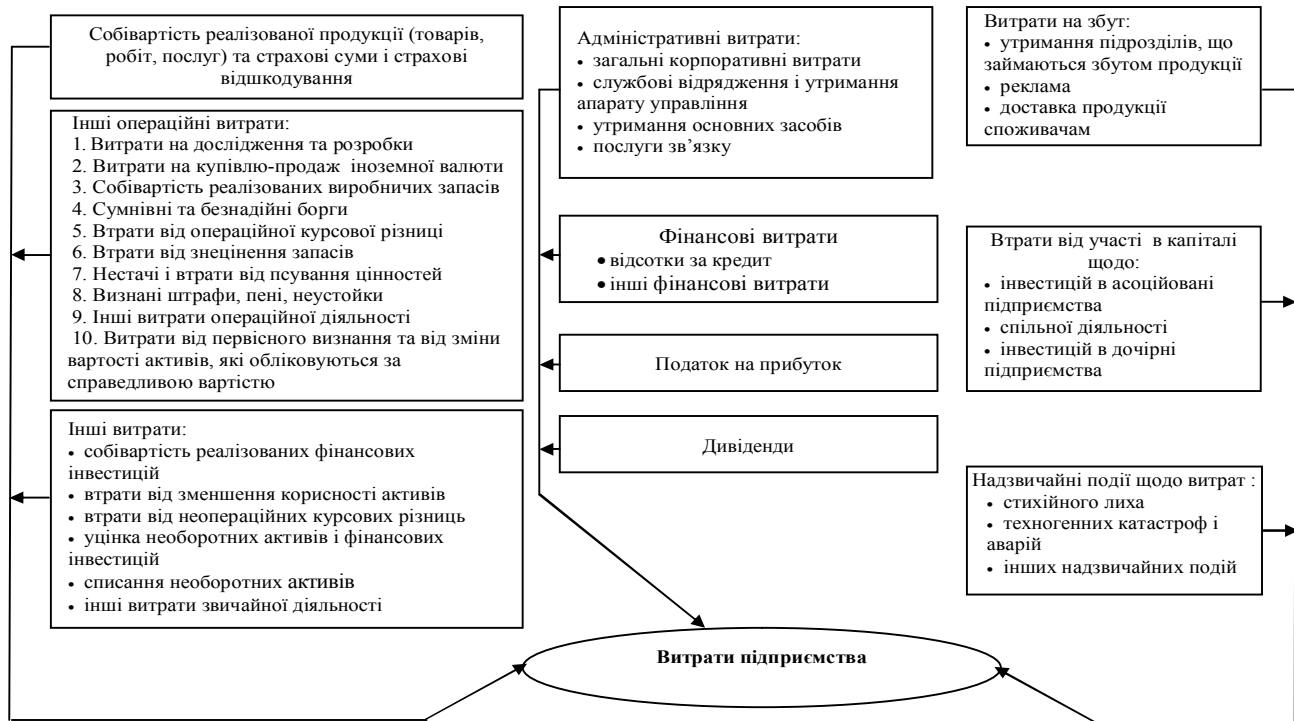 Собівартість реалізованої продукції (товарів,
робіт, послуг) та страхові суми і страхові
відшкодування
Інші операційні витрати:
1. Витрати на дослідження та розробки
2. Витрати на купівлю-продаж іноземної валюти
3. Собівартість реалізованих виробничих запасів
4. Сумнівні та безнадійні борги
5. Втрати від операційної курсової різниці
6. Втрати від знецінення запасів
7. Нестачі і втрати від псування цінностей
8. Визнані штрафи, пені, неустойки
9. Інші витрати операційної діяльності
10. Витрати від первісного визнання та від зміни
вартості активів, які обліковуються за
справедливою вартістю
Інші витрати:
• собівартість реалізованих фінансових
інвестицій
• втрати від зменшення корисності активів
• втрати від неопераційних курсових різниць
• уцінка необоротних активів і фінансових
інвестицій
• списання необоротних активів
• інші витрати звичайної діяльності
Адміністративні витрати:
• загальні корпоративні витрати
• службові відрядження і утримання
апарату управління
• утримання основних засобів
• послуги зв’язку
Фінансові витрати
• відсотки за кредит
• інші фінансові витрати
Податок на прибуток
Дивіденди
Витрати на збут:
• утримання підрозділів, що
займаються збутом продукції
• реклама
• доставка продукції
споживачам
Втрати від участі в капіталі
щодо:
• інвестицій в асоційовані
підприємства
• спільної діяльності
• інвестицій в дочірні
підприємства
Надзвичайні події щодо витрат :
• стихійного лиха
• техногенних катастроф і
аварій
• інших надзвичайних подій
Витрати підприємства